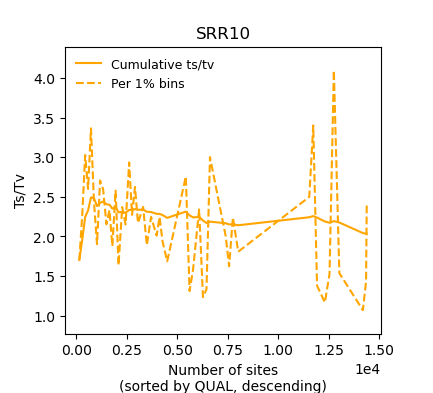 SRR10
Cumulative ts/tv
Per 1% bins
Ts/Tv
4.0
3.5
3.0
2.5
2.0
1.5
1.0
0.00 0.25 0.50 0.75 1.00 1.25 1.50
1e4
Number of sites
(sorted by QUAL, descending)